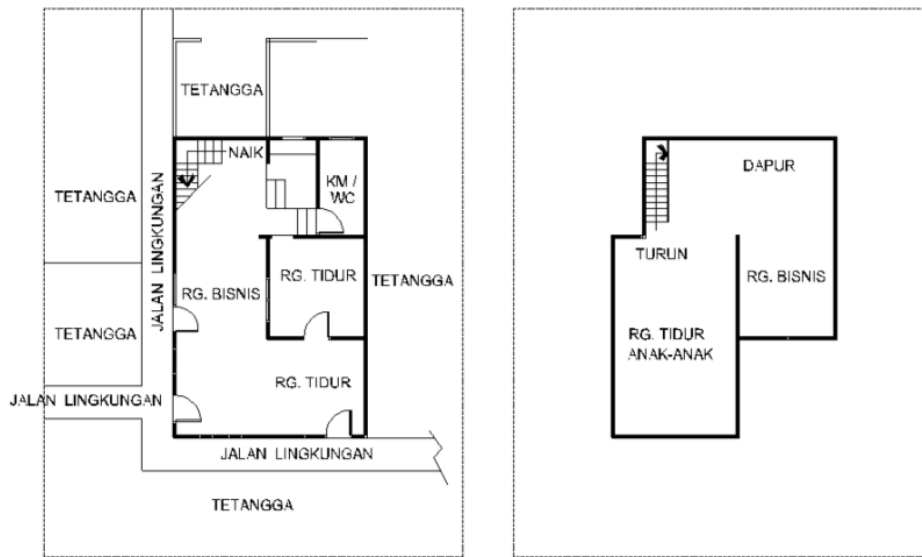 TETANGGA
NAIK
KM /
WC
TETANGGA
JALAN LINGKUNGAN
RG. BISNIS
RG. TIDUR
TETANGGA
TETANGGA
RG. TIDUR
JALAN LINGKUNGAN
JALAN LINGKUNGAN
TETANGGA
DAPUR
TURUN
RG. BISNIS
RG. TIDUR
ANAK-ANAK